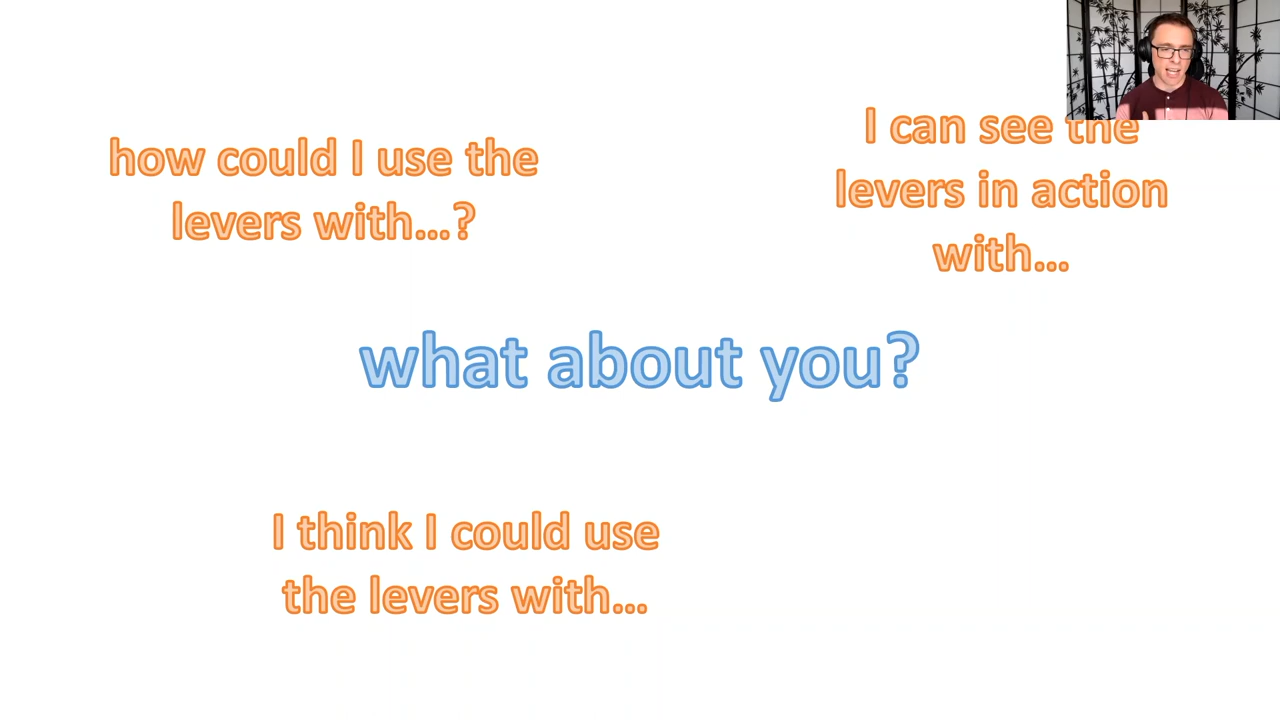 how could I use the
levers with...?
I can see the
levers in action
with...
what about you?
I think I could use
the levers with...